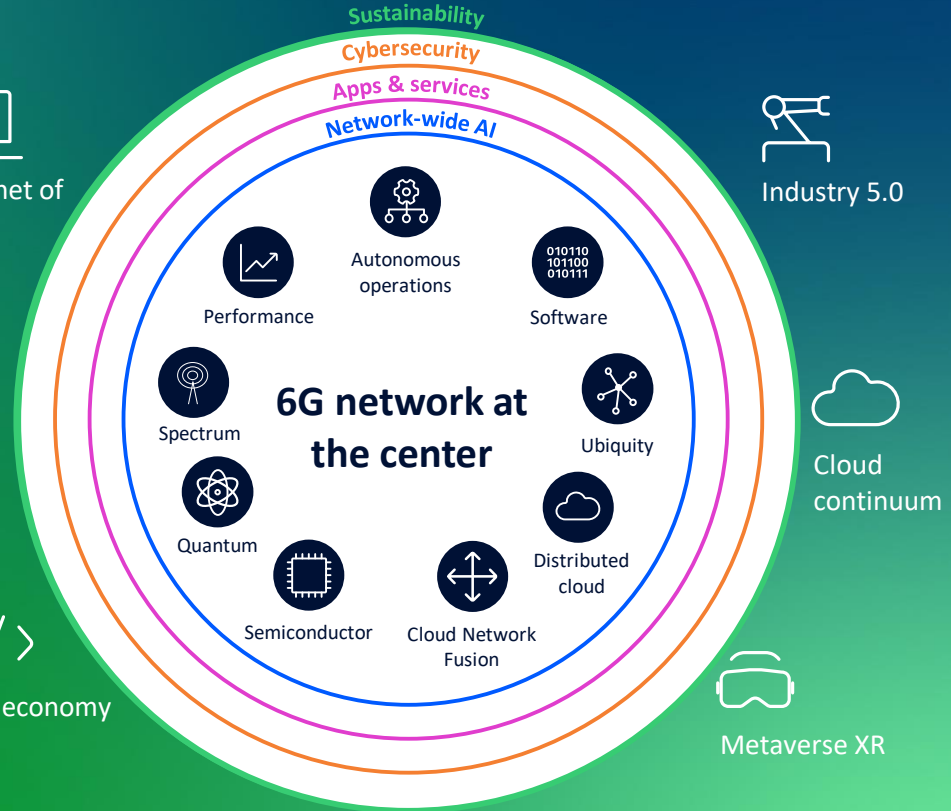 Sustainability
Cybersecurity
Apps & services
Network-wide AI
net of
Industry 5.0
Autonomous
operations
010110
101100
010111
Performance
Software
6G network at
the center
Spectrum
Ubiquity
Cloud
continuum
Quantum
Distributed
cloud
Semiconductor
Cloud Network
Fusion
economy
Metaverse XR